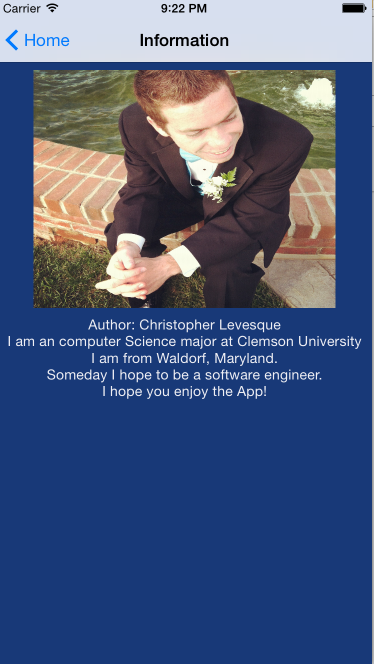 Carrier 9:22 PM
Home Information
Author: Christopher Levesque
I am an computer Science major at Clemson University
I am from Waldorf, Maryland.
Someday I hope to be a software engineer.
I hope you enjoy the App!